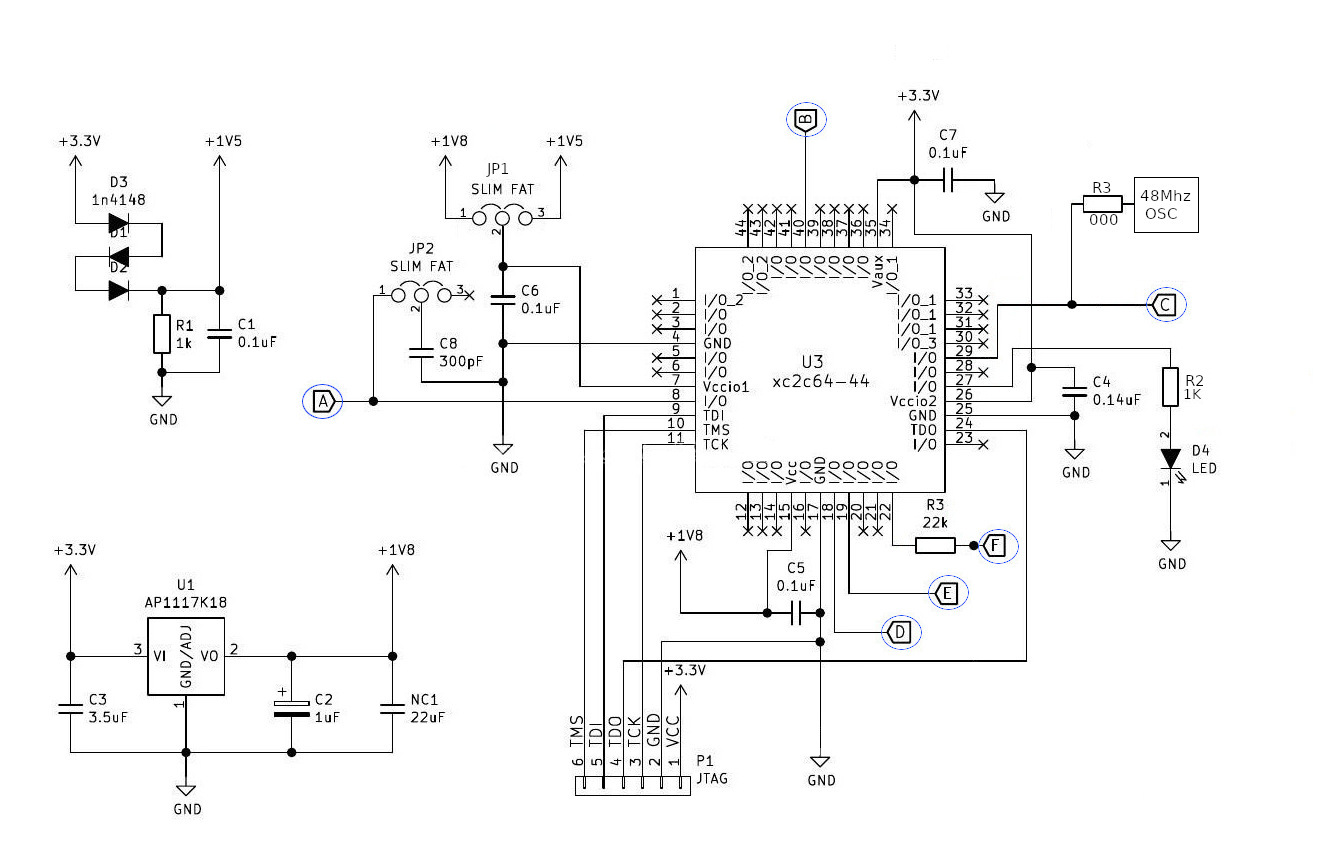 +3.3V
+1V5
D3
1n4148
D1
D2
R1
1k
C1
0.1uF
GND
+1V8
+1V5
JP1
SLIM FAT
1
3
2
JP2
SLIM FAT
1
3
2
C6
0.1uF
C8
300pF
A
GND
B
+3.3V
C7
0.1uF
GND
R3
000
48Mhz
OSC
C
44
43
42
41
40
39
38
37
36
35
34
I/O_2
I/O_2
I/O
I/O
I/O
I/O
I/O
I/O
I/O
Vaux
I/O_1
1 I/O_2
2 I/O
3 I/O
4 GND
5 I/O
6 I/O
7 Vccio1
8 I/O
9 TDI
10 TMS
11 TCK
U3
xc2c64-44
I/O_1 33
I/O_1 32
I/O_1 31
I/O_3 30
I/O 29
I/O 28
I/O 27
Vccio2 26
GND 25
TDO 24
I/O 23
I/O
I/O
I/O
Vcc
I/O
GND
I/O
I/O
I/O
I/O
I/O
12
13
14
15
16
17
18
19
20
21
22
C4
0.14uF
GND
R2
1K
2
D4
LED
1
GND
R3
22k
F
E
D
+1V8
C5
0.1uF
GND
+3.3V
TMS
TDI
TDO
TCK
GND
VCC
6
5
4
3
2
1
P1
JTAG
+3.3V
+1V8
U1
AP1117K18
3
VI
GND/ADJ
VO
2
1
C3
3.5uF
+
C2
1uF
NC1
22uF
GND